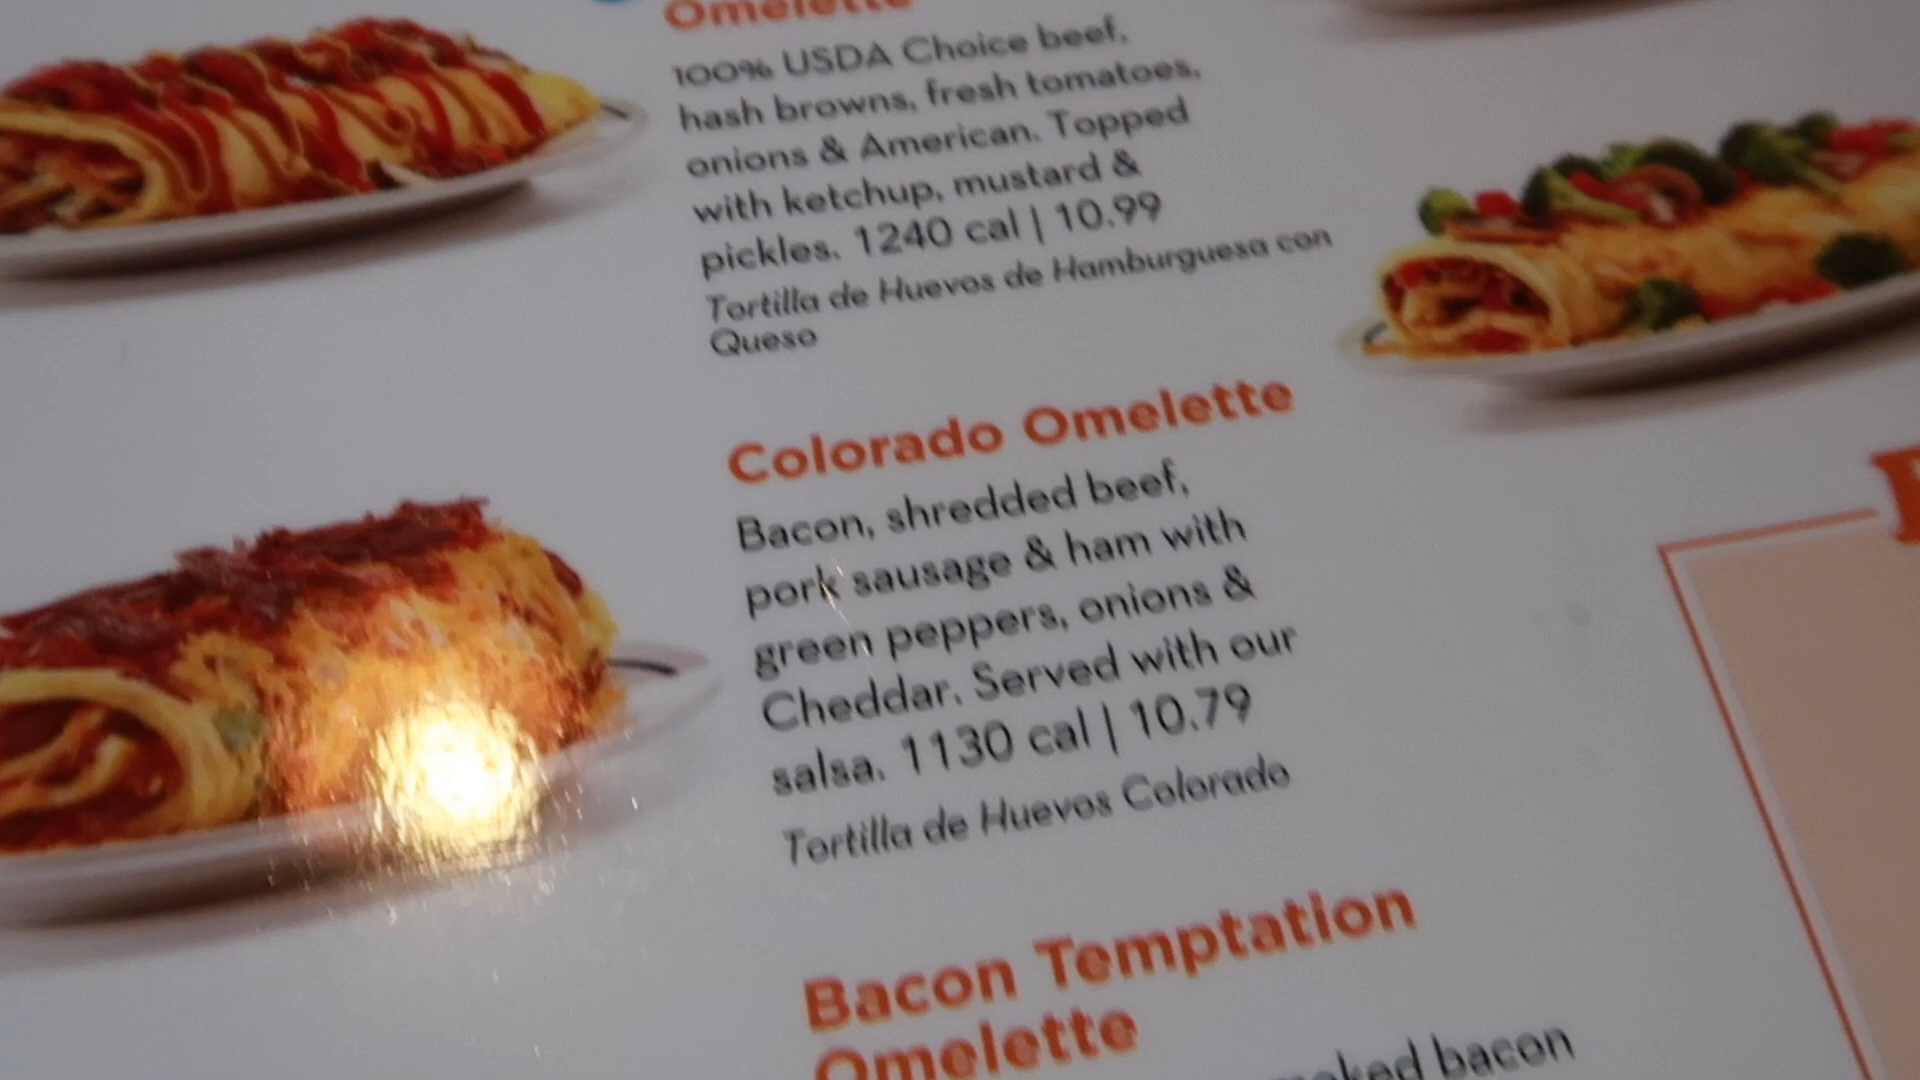 Omelette
100% USDA Choice beef,
hash browns, fresh tomatoes,
onions & American. Topped
with ketchup, mustard &
pickles. 1240 cal | 10.99
Tortilla de Huevos de Hamburguesa con
Queso
Colorado Omelette
Bacon, shredded beef,
pork sausage & ham with
green peppers, onions &
Cheddar. Served with our
salsa. 1130 cal | 10.79
Tortilla de Huevos Colorado
Bacon Temptation
Omelette
bacon